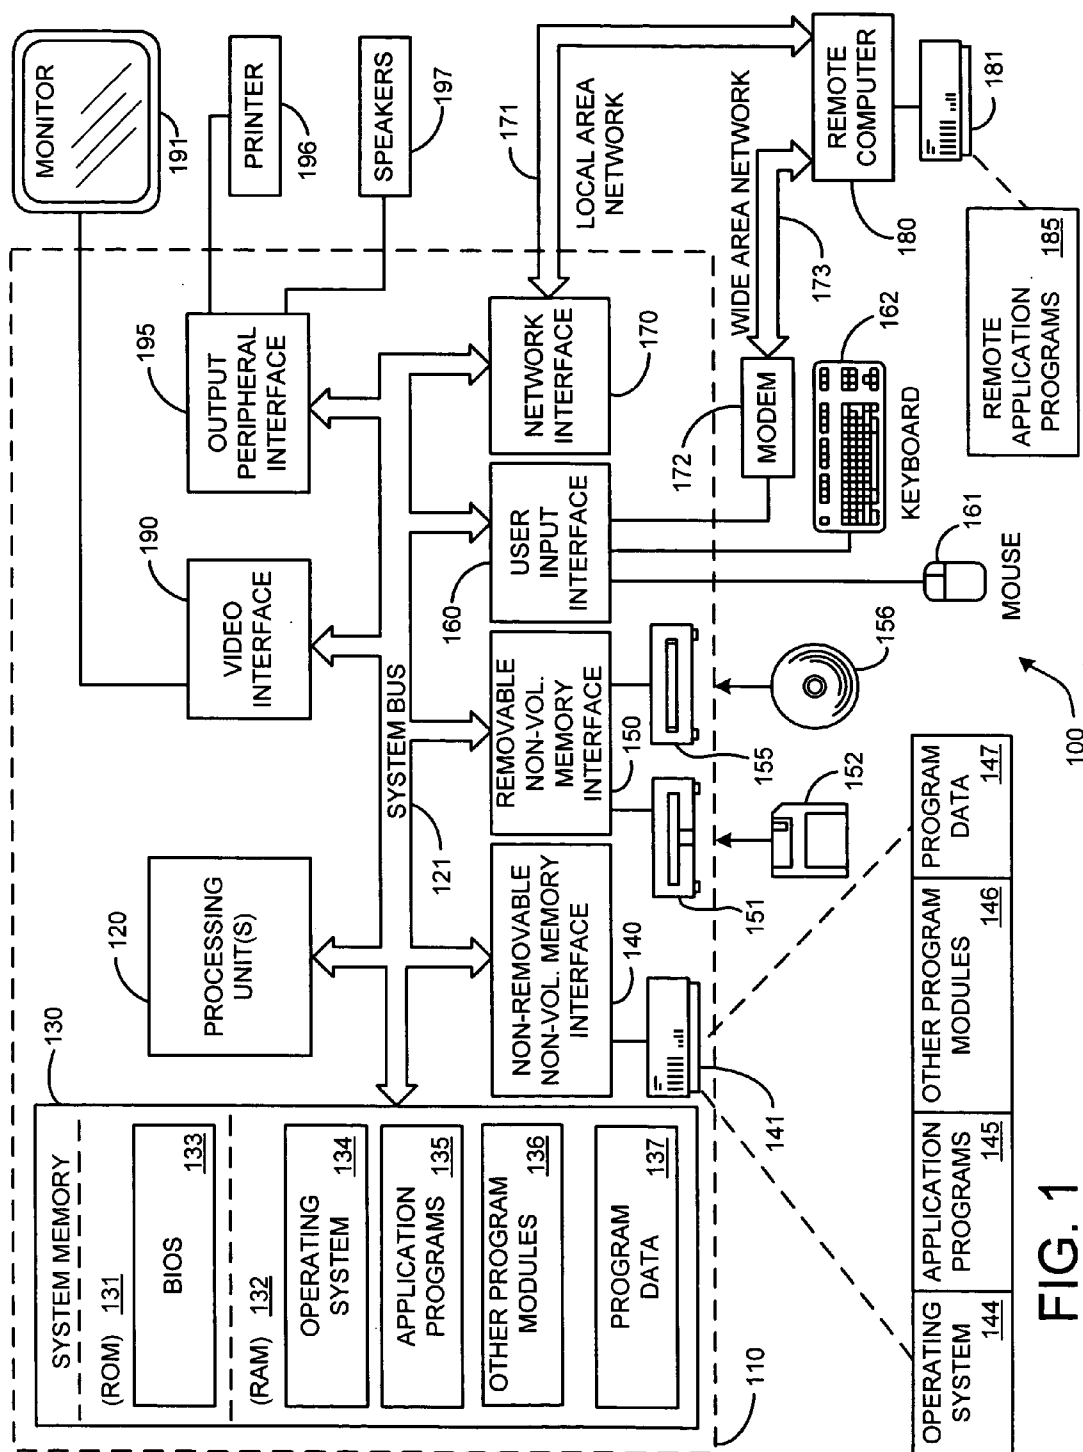 SYSTEM MEMORY
(ROM) 131
BIOS
133
(RAM) 132
OPERATING
SYSTEM
134
APPLICATION
PROGRAMS
135
OTHER PROGRAM
MODULES
136
PROGRAM
DATA
137
130
120
PROCESSING
UNIT(S)
190
VIDEO
INTERFACE
195
OUTPUT
PERIPHERAL
INTERFACE
MONITOR
191
PRINTER
196
SPEAKERS
197
SYSTEM BUS
121
NON-REMOVABLE
NON-VOL. MEMORY
INTERFACE
140
REMOVABLE
NON-VOL.
MEMORY
INTERFACE
150
160
USER
INPUT
INTERFACE
NETWORK
INTERFACE
170
171
LOCAL AREA
NETWORK
110
141
151
155
152
156
172
MODEM
WIDE AREA NETWORK
173
REMOTE
COMPUTER
180
181
162
KEYBOARD
161
MOUSE
REMOTE
APPLICATION
PROGRAMS
185
OPERATING
SYSTEM
144
APPLICATION
PROGRAMS
145
OTHER PROGRAM
MODULES
146
PROGRAM
DATA
147
100
FIG. 1